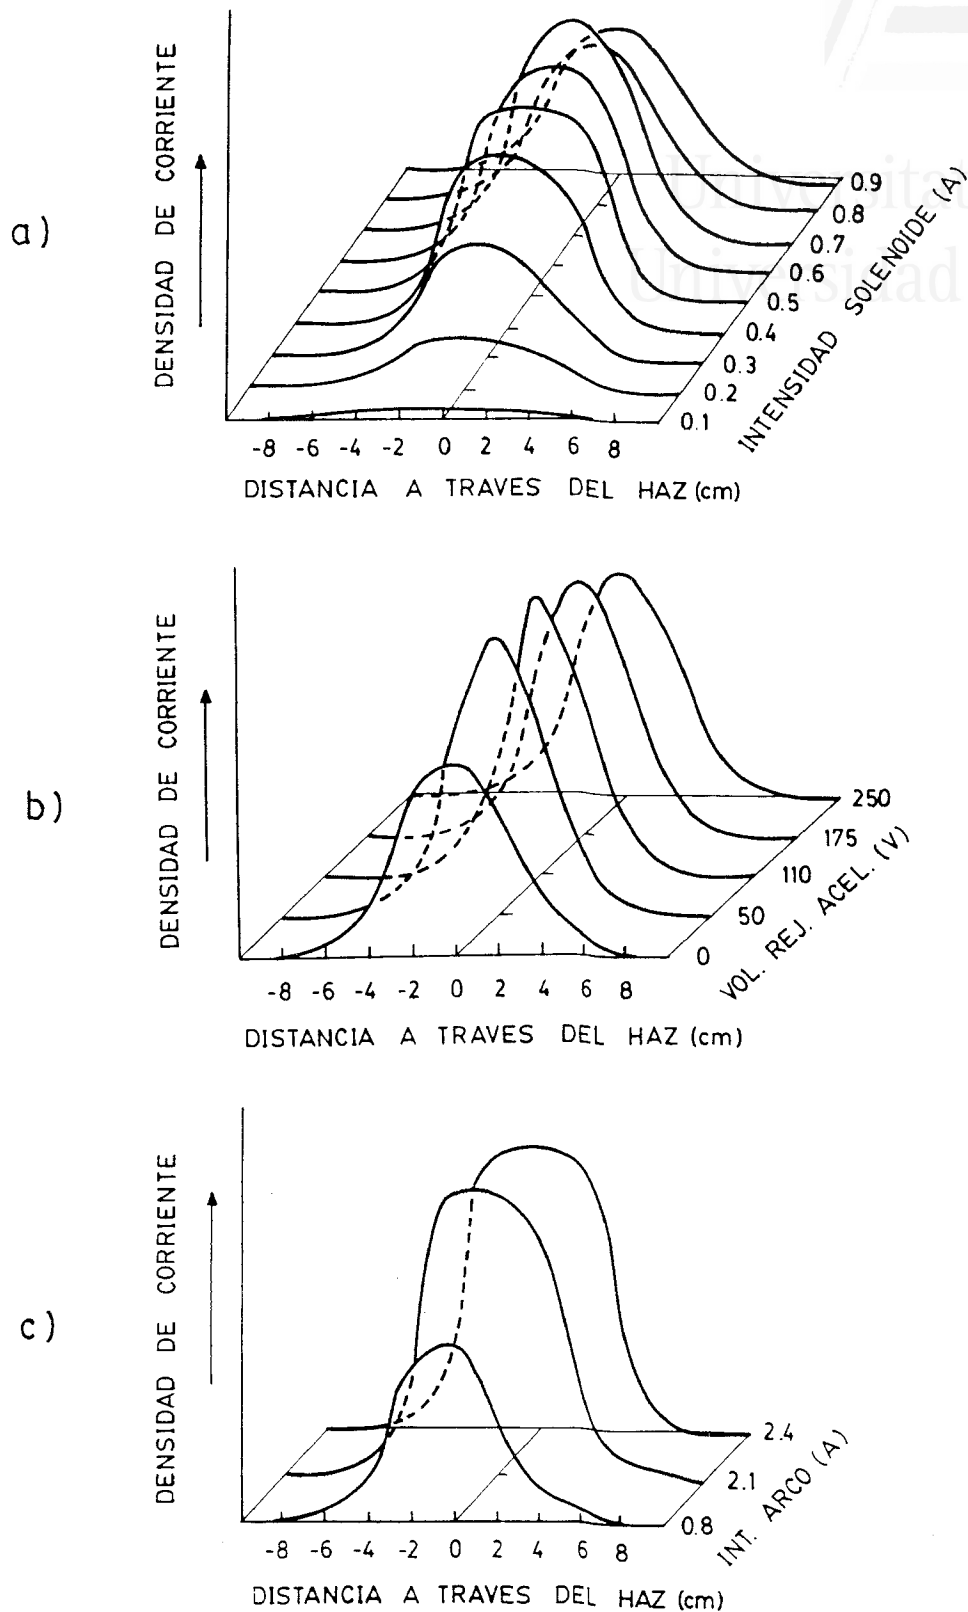 a)
DENSIDAD DE CORRIENTE
0.9
0.8
0.7
0.6
0.5
0.4
0.3
0.2
0.1
INTENSIDAD SOLENOIDE (A)
-8 -6 -4 -2 0 2 4 6 8
DISTANCIA A TRAVES DEL HAZ (cm)
Universitat
Universidad
b)
DENSIDAD DE CORRIENTE
250
175
110
50
0
VOL. REJ. ACEL. (V)
-8 -6 -4 -2 0 2 4 6 8
DISTANCIA A TRAVES DEL HAZ (cm)
c)
DENSIDAD DE CORRIENTE
2.4
2.1
0.8
INT. ARCO (A)
-8 -6 -4 -2 0 2 4 6 8
DISTANCIA A TRAVES DEL HAZ (cm)